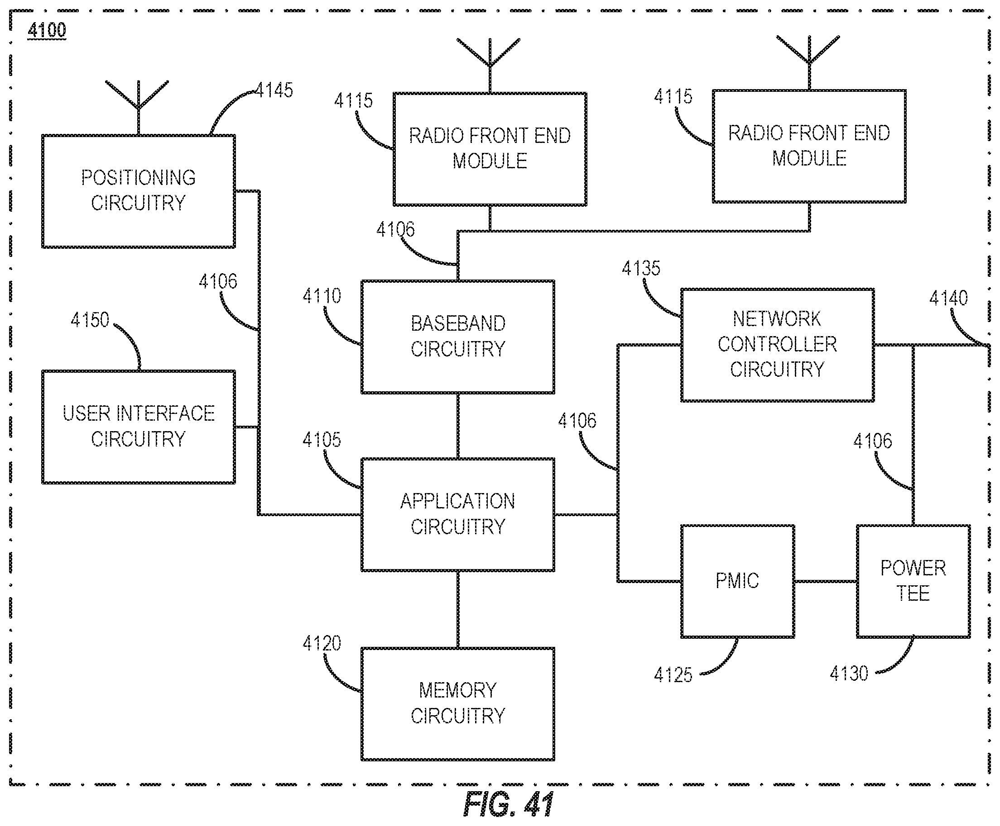 4100
4145
4115
4115
RADIO FRONT END
MODULE
RADIO FRONT END
MODULE
POSITIONING
CIRCUITRY
4106
4106
4135
4110
4140
4150
BASEBAND
CIRCUITRY
NETWORK
CONTROLLER
CIRCUITRY
USER INTERFACE
CIRCUITRY
4106
4105
4106
APPLICATION
CIRCUITRY
PMIC
POWER
TEE
4120
4125
4130
MEMORY
CIRCUITRY
FIG. 41